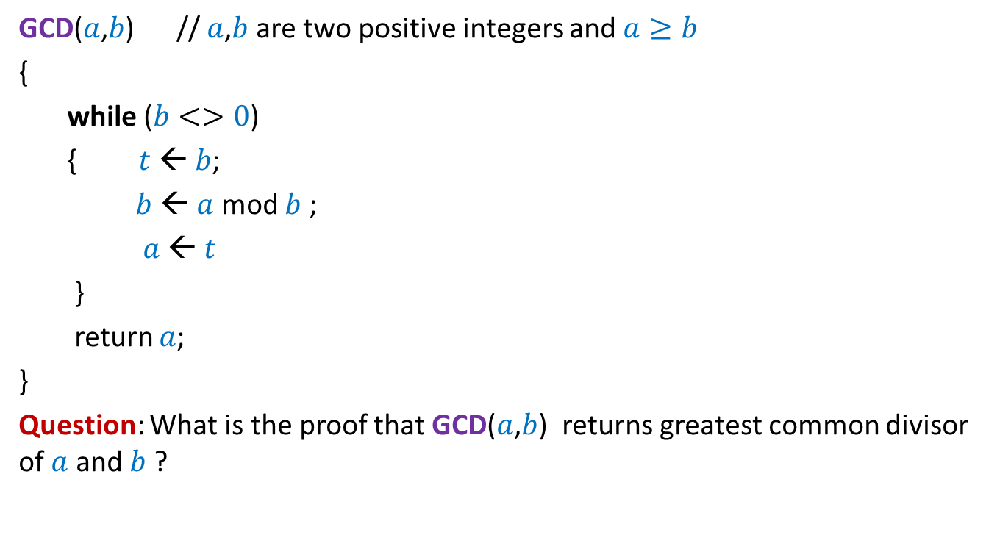 GCD(a,b) // a,b are two positive integers and a ≥ b
{
while (b <> 0)
{ t ← b;
b ← a mod b ;
a ← t
}
return a;
}
Question: What is the proof that GCD(a,b) returns greatest common divisor
of a and b ?